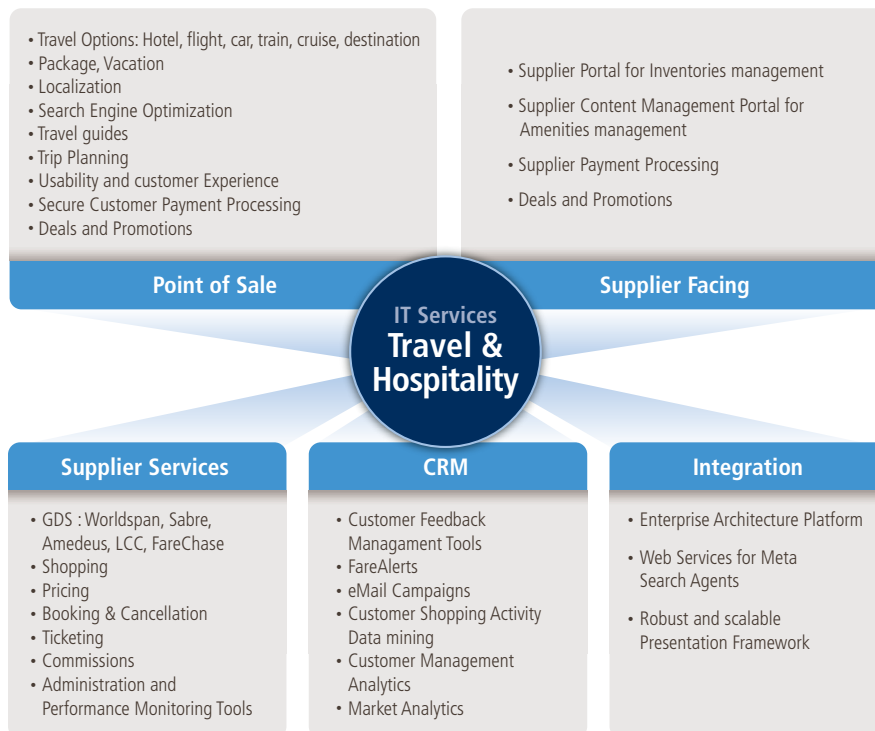 • Travel Options: Hotel, flight, car, train, cruise, destination
• Package, Vacation
• Localization
• Search Engine Optimization
• Travel guides
• Trip Planning
• Usability and customer Experience
• Secure Customer Payment Processing
• Deals and Promotions
Point of Sale
• Supplier Portal for Inventories management
• Supplier Content Management Portal for
Amenities management
• Supplier Payment Processing
• Deals and Promotions
Supplier Facing
IT Services
Travel &
Hospitality
Supplier Services
• GDS : Worldspan, Sabre,
Amedeus, LCC, FareChase
• Shopping
• Pricing
• Booking & Cancellation
• Ticketing
• Commissions
• Administration and
Performance Monitoring Tools
CRM
• Customer Feedback
Managament Tools
• FareAlerts
• eMail Campaigns
• Customer Shopping Activity
Data mining
• Customer Management
Analytics
• Market Analytics
Integration
• Enterprise Architecture Platform
• Web Services for Meta
Search Agents
• Robust and scalable
Presentation Framework